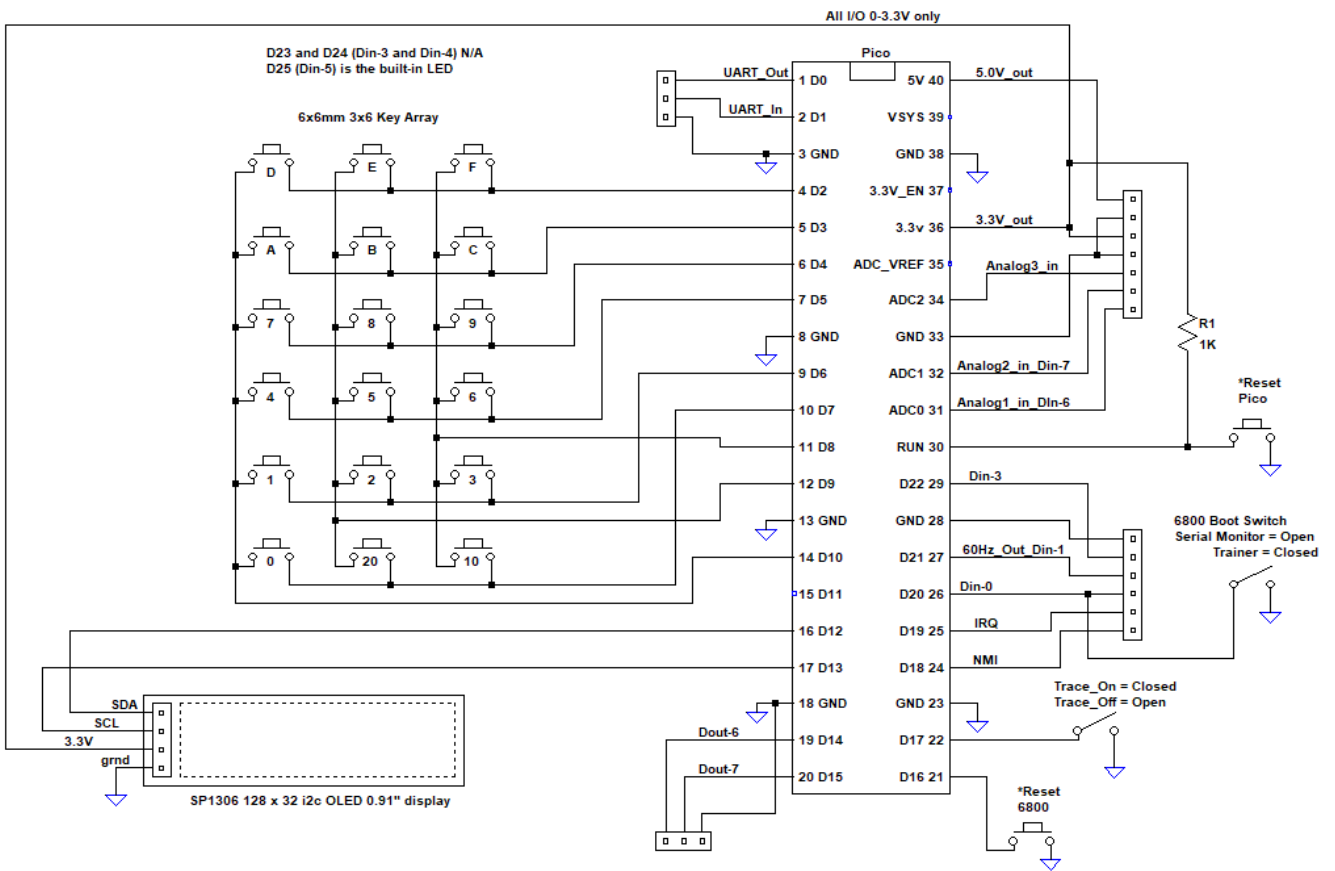 All I/O 0-3.3V only
D23 and D24 (Din-3 and Din-4) N/A
D25 (Din-5) is the built-in LED
6x6mm 3x6 Key Array
D E F
A B C
7 8 9
4 5 6
1 2 3
0 20 10
Pico
UART_Out
UART_In
1 D0
2 D1
3 GND
4 D2
5 D3
6 D4
7 D5
8 GND
9 D6
10 D7
11 D8
12 D9
13 GND
14 D10
15 D11
16 D12
17 D13
18 GND
19 D14
20 D15
5V 40
VSYS 39
GND 38
3.3V_EN 37
3.3v 36
ADC_VREF 35
ADC2 34
GND 33
ADC1 32
ADC0 31
RUN 30
D22 29
GND 28
D21 27
D20 26
D19 25
D18 24
GND 23
D17 22
D16 21
5.0V_out
3.3V_out
Analog3_in
Analog2_in_Din-7
Analog1_in_DIn-6
Din-3
60Hz_Out_Din-1
Din-0
IRQ
NMI
R1
1K
*Reset
Pico
6800 Boot Switch
Serial Monitor = Open
Trainer = Closed
Trace_On = Closed
Trace_Off = Open
*Reset
6800
Dout-6
Dout-7
SDA
SCL
3.3V
grnd
SP1306 128 x 32 i2c OLED 0.91" display